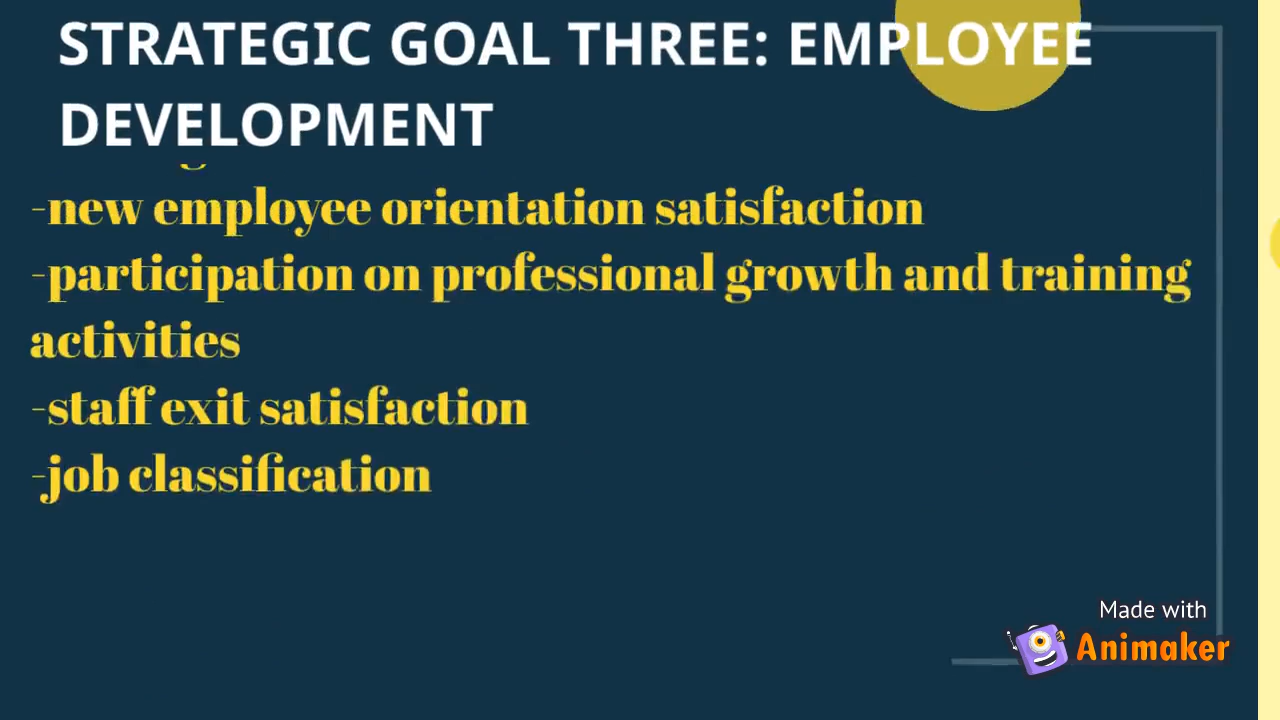 STRATEGIC GOAL THREE: EMPLOYEE
DEVELOPMENT
-new employee orientation satisfaction
-participation on professional growth and training
activities
-staff exit satisfaction
-job classification
Made with
Animaker